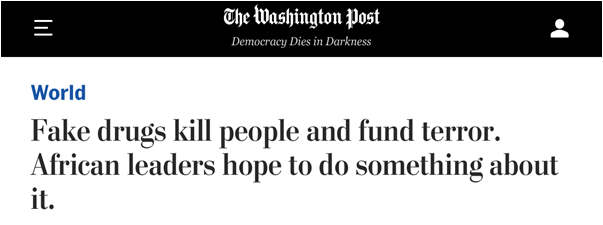 The Washington Post
Democracy Dies in Darkness
World
Fake drugs kill people and fund terror.
African leaders hope to do something about
it.